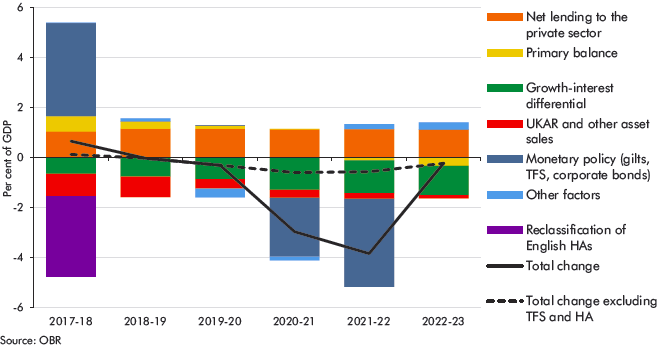 6
4
2
0
-2
-4
-6
Per cent of GDP
2017-18
2018-19
2019-20
2020-21
2021-22
2022-23
Net lending to the
private sector
Primary balance
Growth-interest
differential
UKAR and other asset
sales
Monetary policy (gilts,
TFS, corporate bonds)
Other factors
Reclassification of
English HAs
Total change
Total change excluding
TFS and HA
Source: OBR